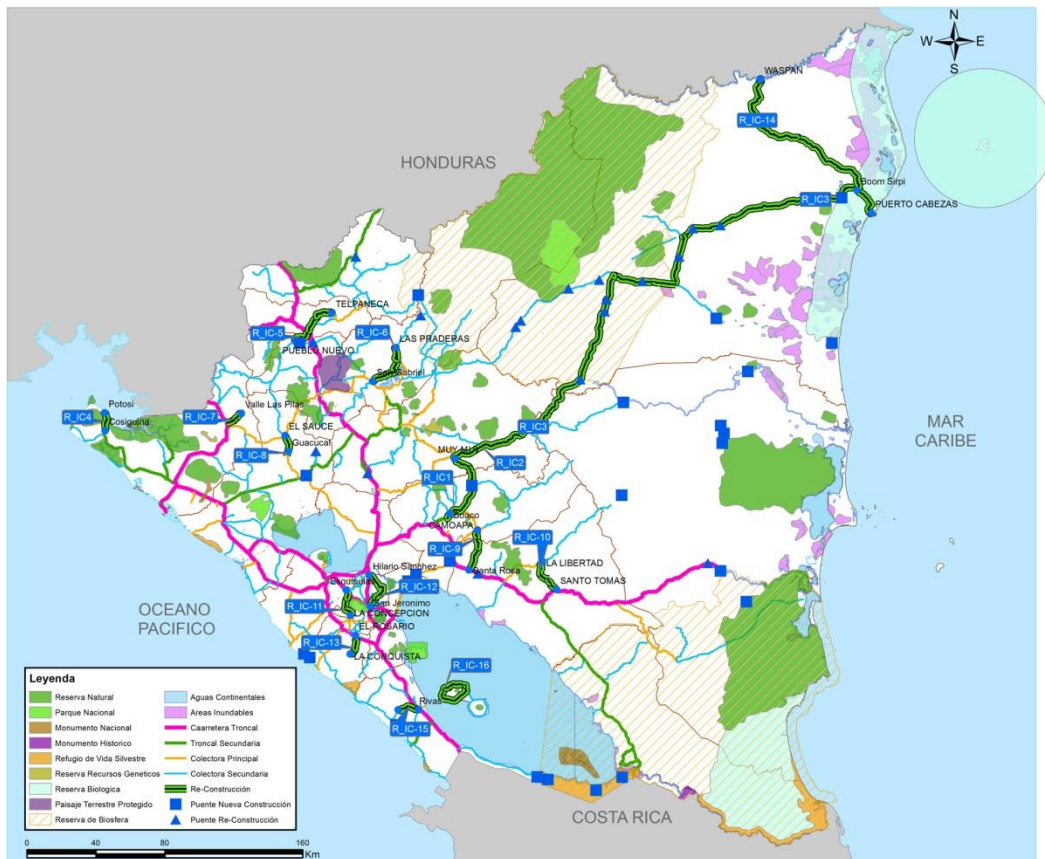 N
W E
S
WASPAN
R_IC-14
HONDURAS
Boom Sirpi
R_IC3
PUERTO CABEZAS
TELPANECA
R_IC-5
R_IC-6
LAS PRADERAS
PUEBLO NUEVO
San Gabriel
Potosí
R_IC4
R_IC-7
Valle Las Pilas
Cosiguina
EL SAUCE
R_IC3
MAR
CARIBE
R_IC-8
Guacucal
MUY MUY
R_IC2
R_IC1
Boaco
CAMOAPA
R_IC-9
R_IC-10
LA LIBERTAD
Santa Rosa
Hilario Sanchez
SANTO TOMAS
Esquipulas
R_IC-12
OCEANO
PACIFICO
R_IC-11
San Jeronimo
LA CONCEPCION
EL ROSARIO
R_IC-13
LA CONQUISTA
R_IC-16
Rivas
R_IC-15
COSTA RICA
Leyenda
Reserva Natural
Parque Nacional
Monumento Nacional
Monumento Historico
Refugio de Vida Silvestre
Reserva Recursos Geneticos
Reserva Biologica
Paisaje Terrestre Protegido
Reserva de Biosfera
Aguas Continentales
Areas Inundables
Caarretera Troncal
Troncal Secundaria
Colectora Principal
Colectora Secundaria
Re-Construcción
Puente Nueva Construcción
Puente Re-Construcción
0 40 80 120 160
Km